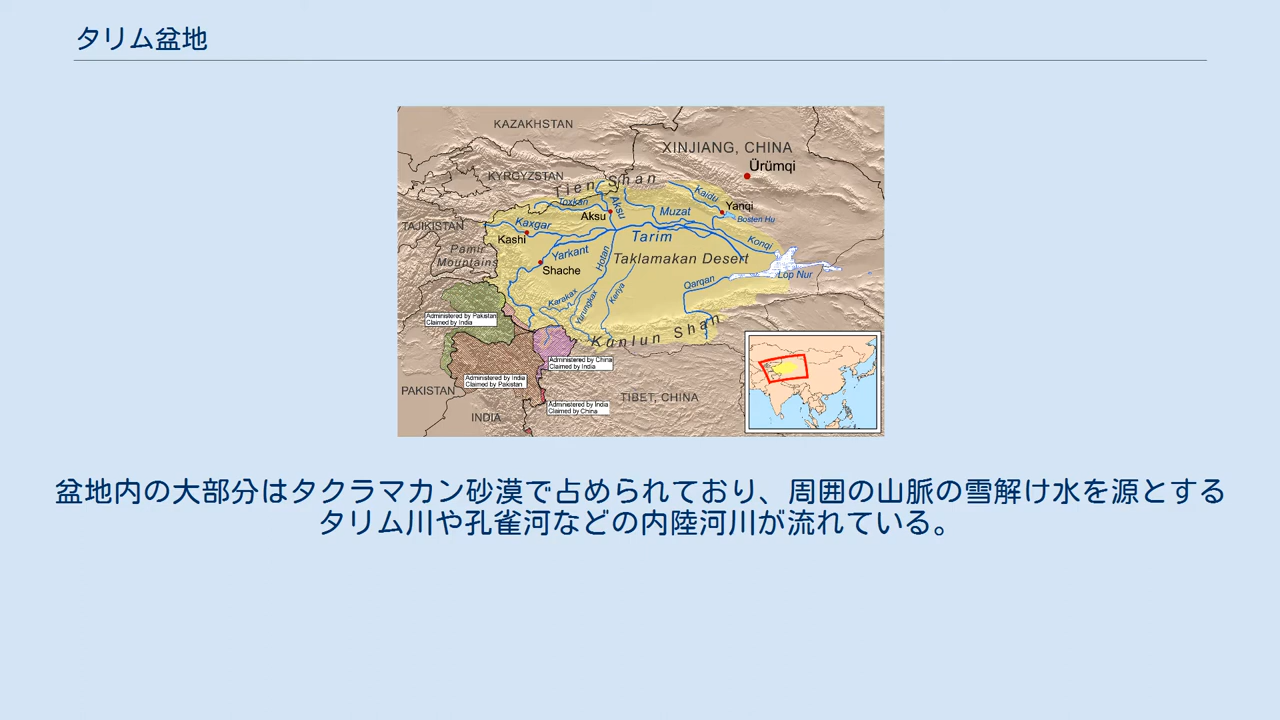 タリム盆地
KAZAKHSTAN
XINJIANG, CHINA
Ürümqi
KYRGYZSTAN
Tien Shan
Toxkan
Aksu
Aksu
Muzat
Kaidu
Yanqi
Bosten Hu
TAJIKISTAN
Kaxgar
Kashi
Tarim
Konqi
Pamir
Mountains
Yarkant
Shache
Hotan
Taklamakan Desert
Lop Nur
Karakax
Yurungkax
Keriya
Qarqan
Kunlun Shan
Administered by Pakistan
Claimed by India
Administered by China
Claimed by India
Administered by India
Claimed by Pakistan
PAKISTAN
INDIA
Administered by India
Claimed by China
TIBET, CHINA
盆地内の大部分はタクラマカン砂漠で占められており、周囲の山脈の雪解け水を源とする
タリム川や孔雀河などの内陸河川が流れている。